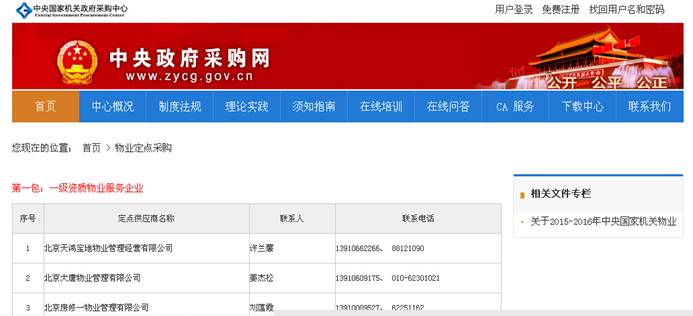 中央国家机关政府采购中心
Central Government Procurement Center
用户登录 免费注册 找回用户名和密码
中央政府采购网
www.zycg.gov.cn
公开 公平 公正
首页 中心概况 制度法规 理论实践 须知指南 在线培训 在线问答 CA 服务 下载中心 联系我们
您现在的位置： 首页 > 物业定点采购
第一包：一级资质物业服务企业
相关文件专栏
序号 定点供应商名称 联系人 联系电话
关于2015-2016年中央国家机关物业
1 北京天鸿宝地物业管理经营有限公司 许兰馨 13910662266、 88121090
2 北京大唐物业管理有限公司 姜杰松 13910609175、 010-62301021
3 北京房修一物业管理有限公司 刘莲霞 13910009527、 62251162